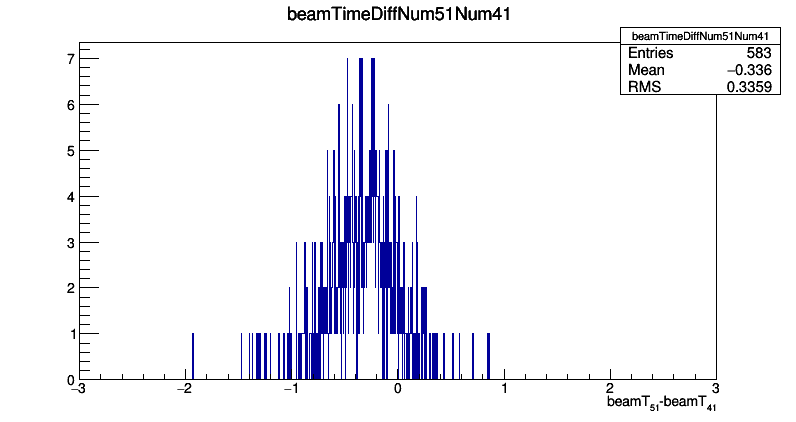 beamTimeDiffNum51Num41
beamTimeDiffNum51Num41
Entries 583
Mean −0.336
RMS 0.3359
7
6
5
4
3
2
1
0
−3 −2 −1 0 1 2 3
beamT51-beamT41